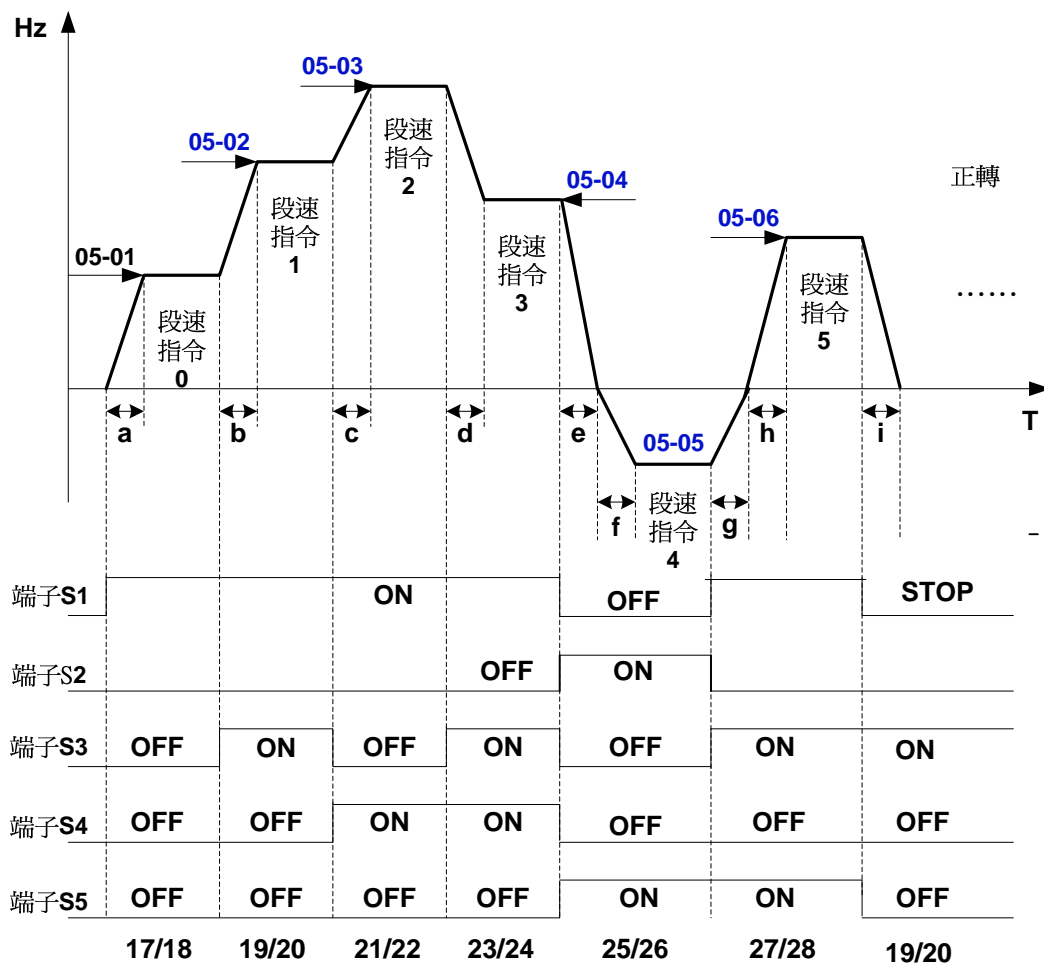 Hz
05-03
05-02
段速
指令
2
05-04
正轉
段速
指令
1
05-06
05-01
段速
指令
3
段速
指令
5
……
段速
指令
0
T
a
b
c
d
e
05-05
h
i
f
段速
指令
4
g
-
端子S1
ON
OFF
STOP
端子S2
OFF
ON
端子S3
OFF
ON
OFF
ON
OFF
ON
ON
端子S4
OFF
OFF
ON
ON
OFF
OFF
OFF
端子S5
OFF
OFF
OFF
OFF
ON
ON
OFF
17/18
19/20
21/22
23/24
25/26
27/28
19/20